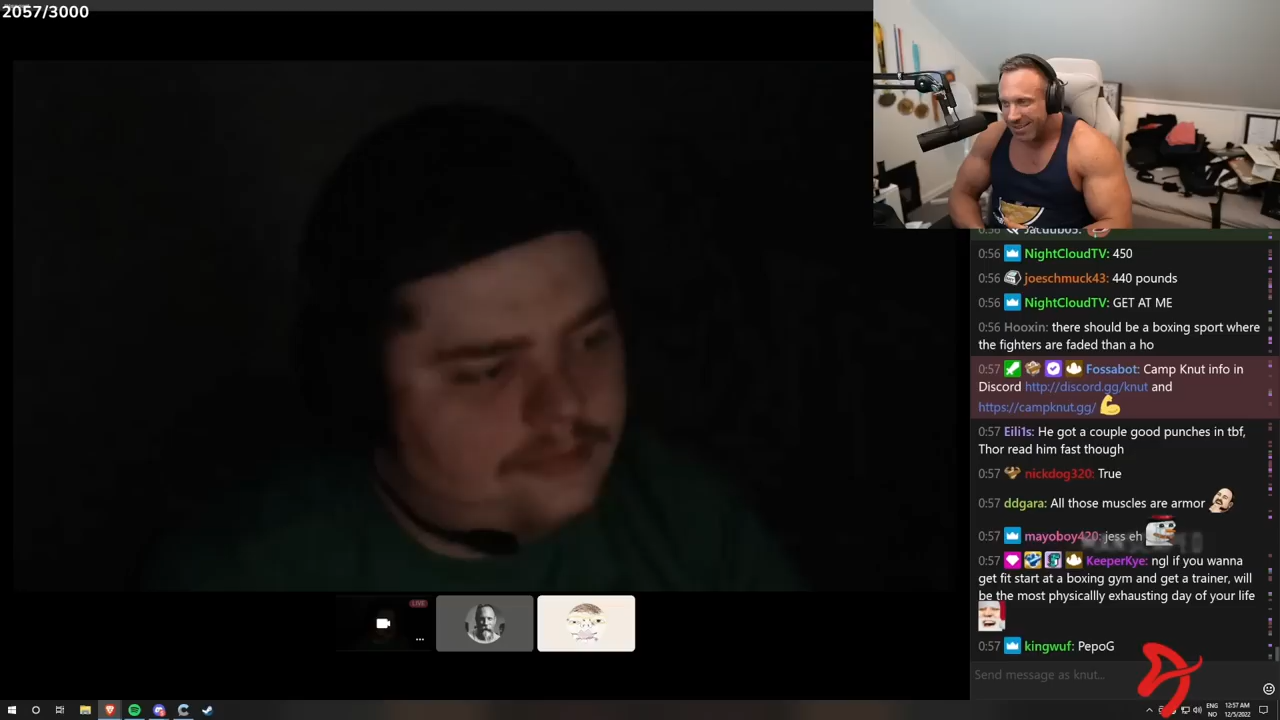 2057/3000
0:56 Jacuub03:
0:56 NightCloudTV: 450
0:56 joeschmuck43: 440 pounds
0:56 NightCloudTV: GET AT ME
0:56 Hooxin: there should be a boxing sport where
the fighters are faded than a ho
0:57 Fossabot: Camp Knut info in
Discord http://discord.gg/knut and
https://campknut.gg/
0:57 Eili1s: He got a couple good punches in tbf,
Thor read him fast though
0:57 nickdog320: True
0:57 ddgara: All those muscles are armor
0:57 mayoboy420: jess eh
0:57 KeeperKye: ngl if you wanna
get fit start at a boxing gym and get a trainer, will
be the most physicallly exhausting day of your life
0:57 kingwuf: PepoG
Send message as knut...
LIVE
...
ENG
NO
12:57 AM
12/5/2022